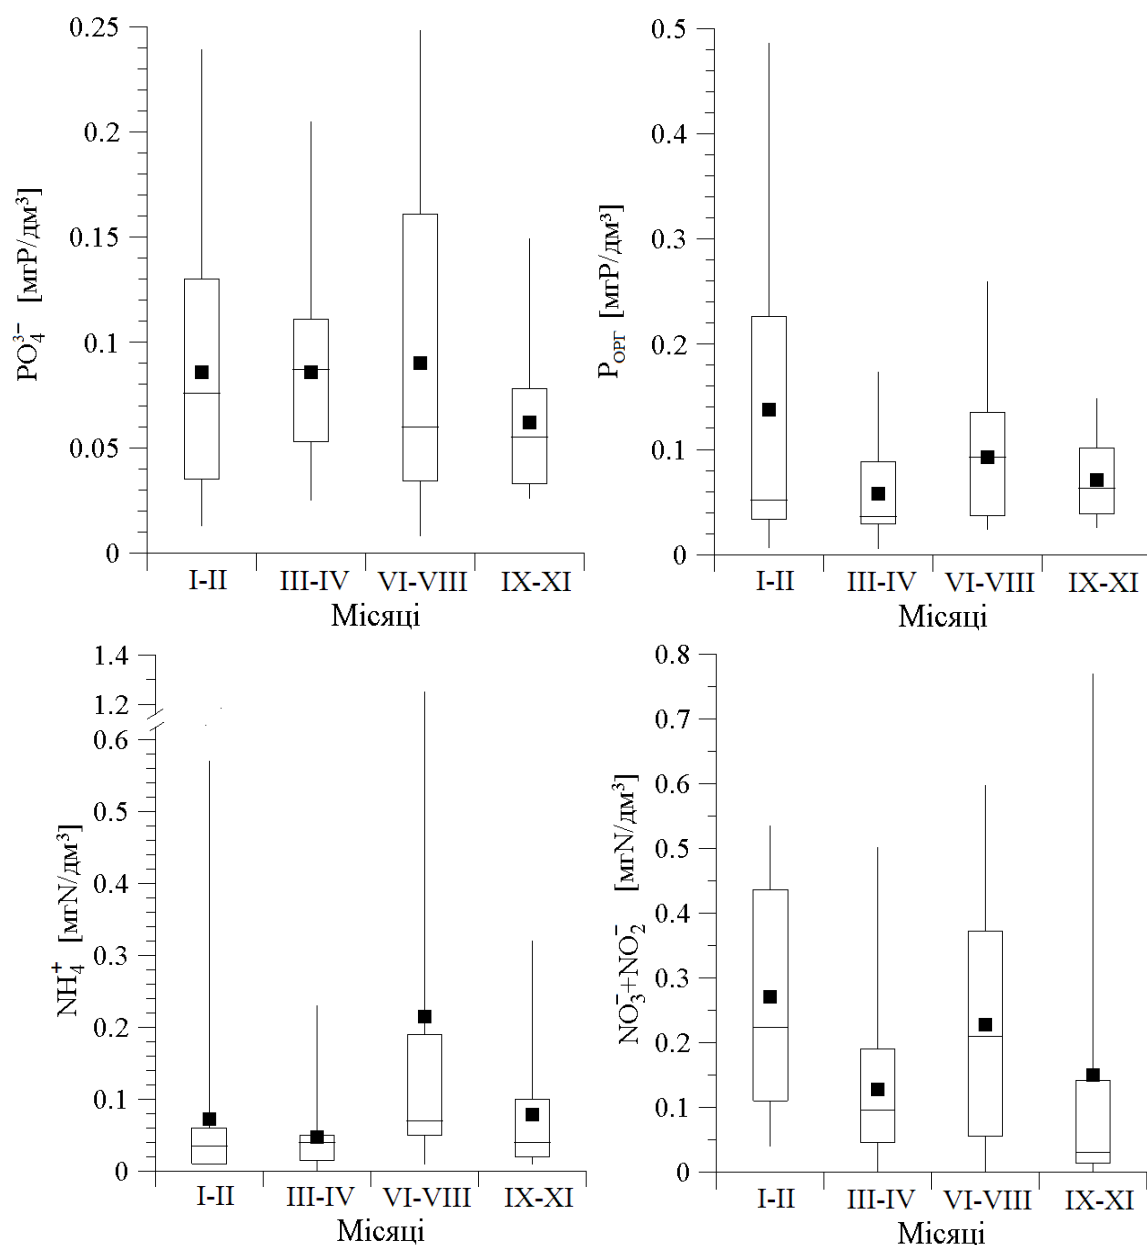 PO₄³⁻ [мгP/дм³]
0.25
0.2
0.15
0.1
0.05
0
I-II III-IV VI-VIII IX-XI
Місяці
P_ОРГ [мгP/дм³]
0.5
0.4
0.3
0.2
0.1
0
I-II III-IV VI-VIII IX-XI
Місяці
NH₄⁺ [мгN/дм³]
1.4
1.2
0.6
0.5
0.4
0.3
0.2
0.1
0
I-II III-IV VI-VIII IX-XI
Місяці
NO₃⁻+NO₂⁻ [мгN/дм³]
0.8
0.7
0.6
0.5
0.4
0.3
0.2
0.1
0
I-II III-IV VI-VIII IX-XI
Місяці